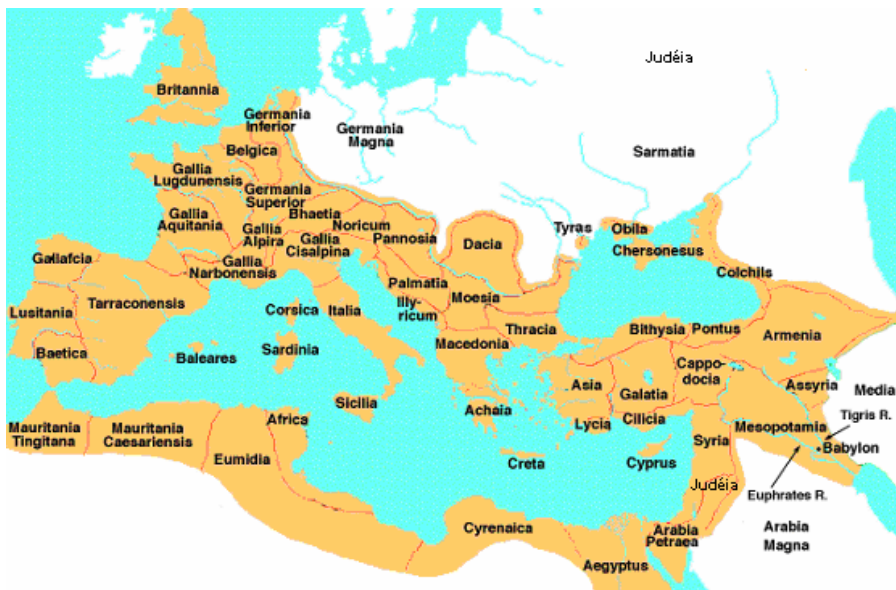 Judéia
Britannia
Germania
Inferior
Germania
Magna
Sarmatia
Belgica
Gallia
Lugdunensis
Germania
Superior
Gallia
Aquitania
Bhaetia
Noricum
Gallia
Alpira
Gallia
Cisalpina
Pannosia
Dacia
Tyras
Obila
Chersonesus
Gallafcia
Gallia
Narbonensis
Colchils
Palmatia
Illy-
ricum
Moesia
Lusitania
Tarraconensis
Corsica
Italia
Thracia
Bithysia
Pontus
Armenia
Baetica
Baleares
Sardinia
Macedonia
Cappo-
docia
Asia
Galatia
Assyria
Media
Sicilia
Achaia
Lycia
Cilicia
Tigris R.
Mauritania
Tingitana
Mauritania
Caesariensis
Africa
Mesopotamia
Syria
Babylon
Eumidia
Creta
Cyprus
Judéia
Euphrates R.
Cyrenaica
Arabia
Petraea
Arabia
Magna
Aegyptus